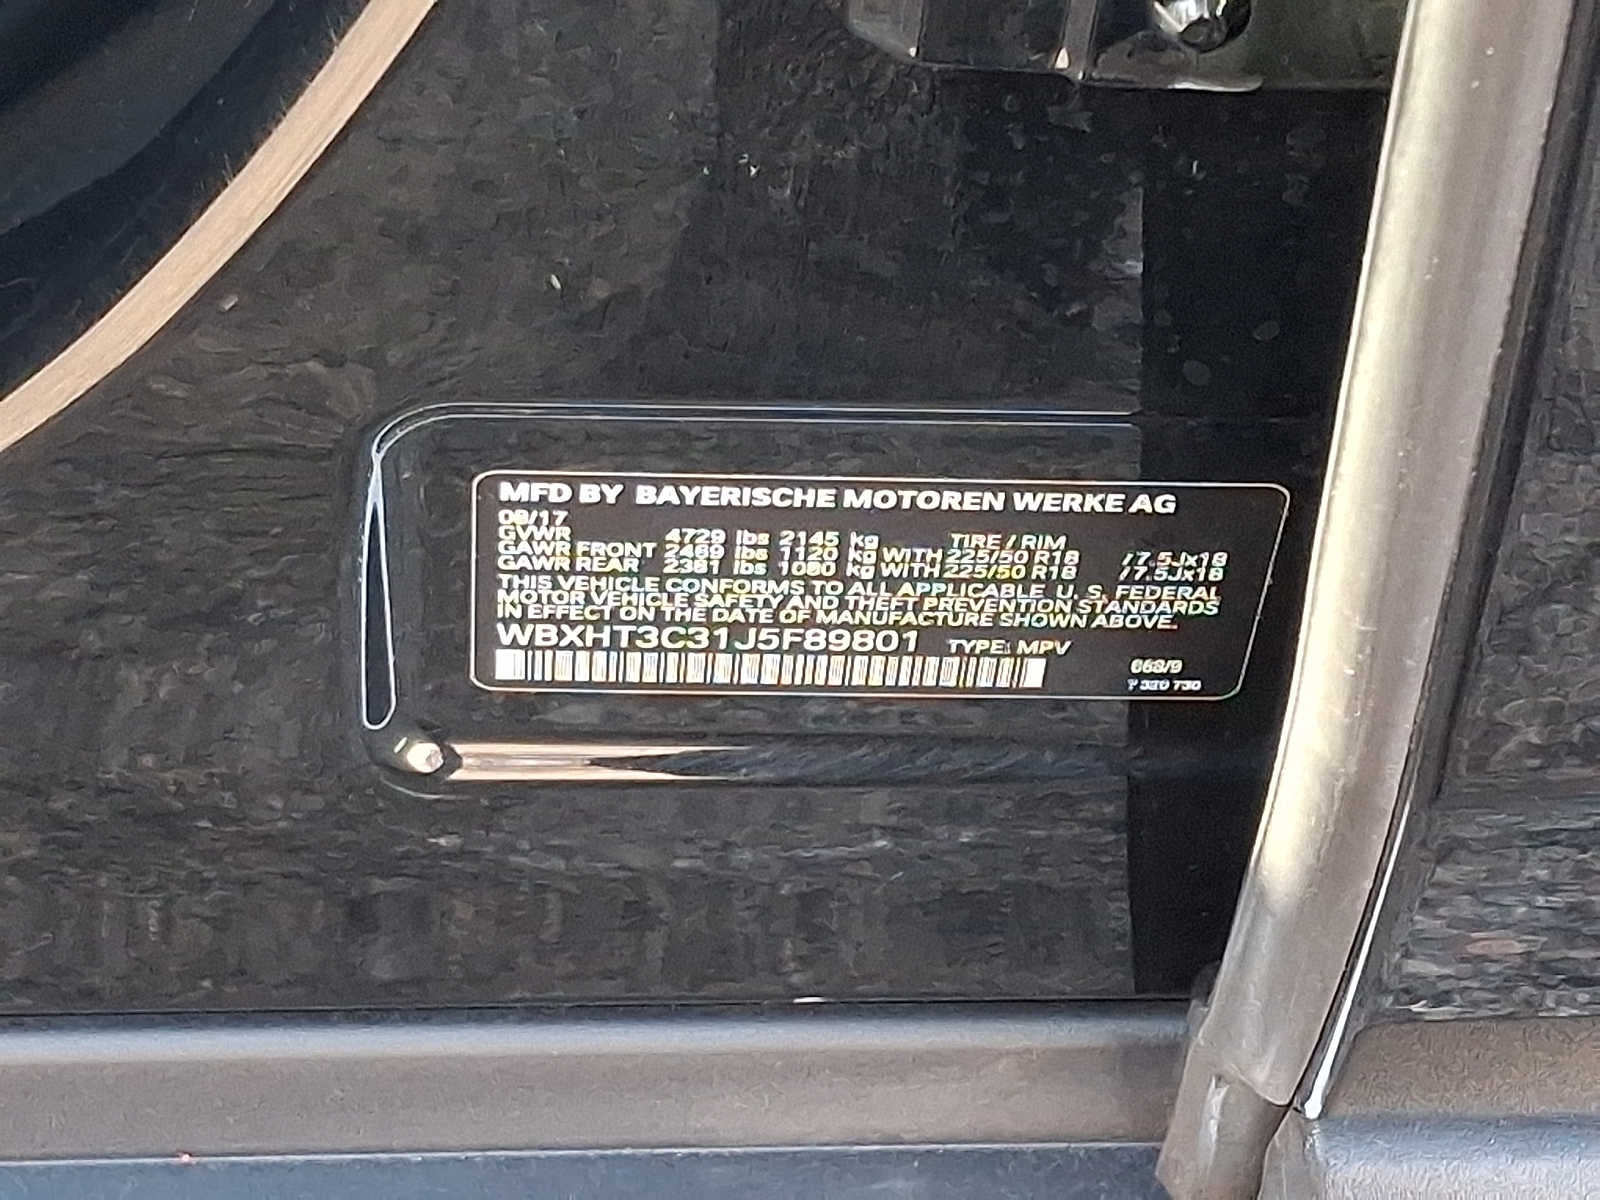 MFD BY BAYERISCHE MOTOREN WERKE AG
08/17
GVWR 4729 lbs 2145 kg TIRE / RIM
GAWR FRONT 2469 lbs 1120 kg WITH 225/50 R18 /7.5Jx18
GAWR REAR 2381 lbs 1080 kg WITH 225/50 R18 /7.5Jx18
THIS VEHICLE CONFORMS TO ALL APPLICABLE U. S. FEDERAL
MOTOR VEHICLE SAFETY AND THEFT PREVENTION STANDARDS
IN EFFECT ON THE DATE OF MANUFACTURE SHOWN ABOVE.
WBXHT3C31J5F89801 TYPE: MPV
668/9